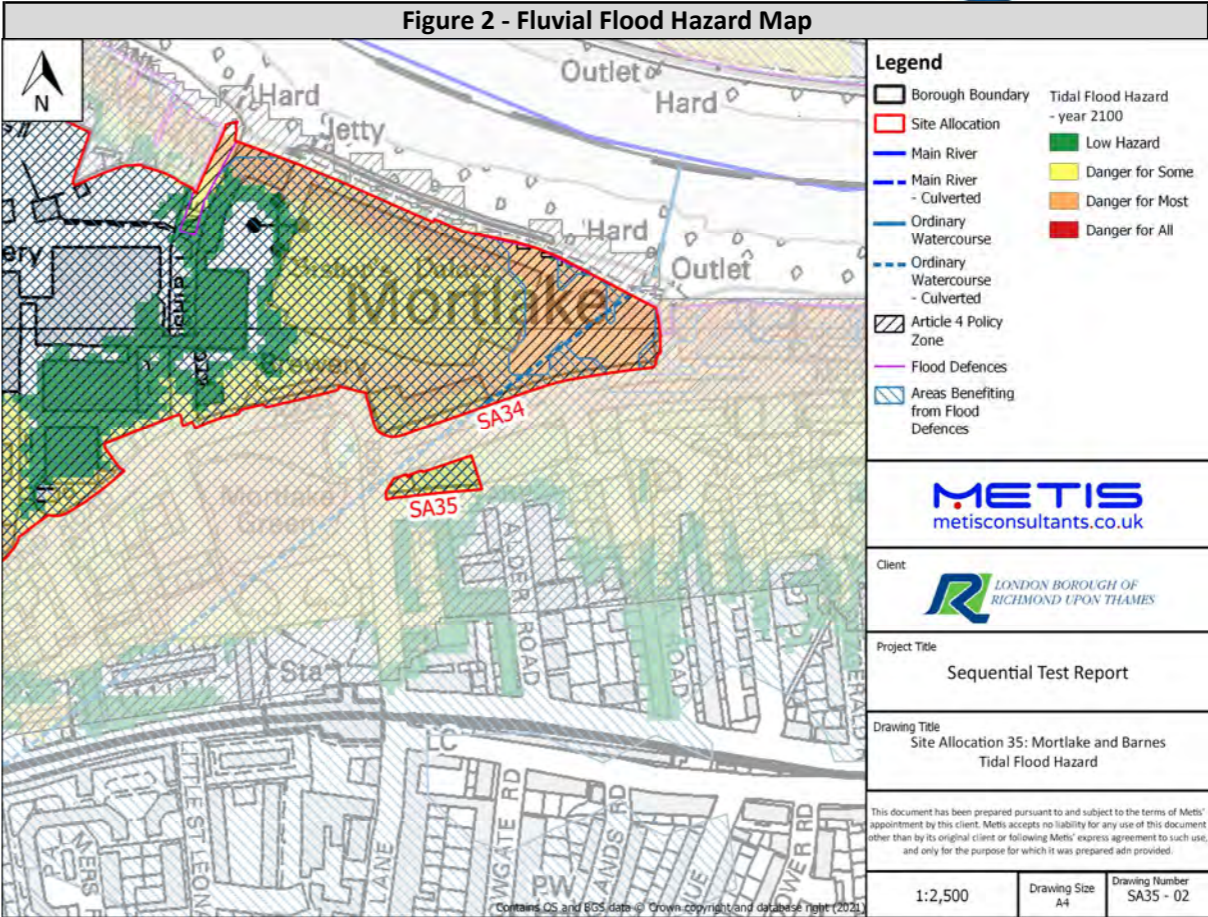 Figure 2 - Fluvial Flood Hazard Map
N
Outlet
Hard
Hard
Jetty
Hard
Outlet
Mortlake
SA34
SA35
Green
ROAD
ROAD
LC
LANE
PW
Contains OS and BGS data © Crown copyright and database right (2021)
Legend
Borough Boundary
Site Allocation
Main River
Main River
- Culverted
Ordinary
Watercourse
Ordinary
Watercourse
- Culverted
Article 4 Policy
Zone
Flood Defences
Areas Benefiting
from Flood
Defences
Tidal Flood Hazard
- year 2100
Low Hazard
Danger for Some
Danger for Most
Danger for All
METIS
metisconsultants.co.uk
Client
LONDON BOROUGH OF
RICHMOND UPON THAMES
Project Title
Sequential Test Report
Drawing Title
Site Allocation 35: Mortlake and Barnes
Tidal Flood Hazard
This document has been prepared pursuant to and subject to the terms of Metis'
appointment by this client. Metis accepts no liability for any use of this document
other than by its original client or following Metis' express agreement to such use,
and only for the purpose for which it was prepared adn provided.
1:2,500
Drawing Size
A4
Drawing Number
SA35 - 02